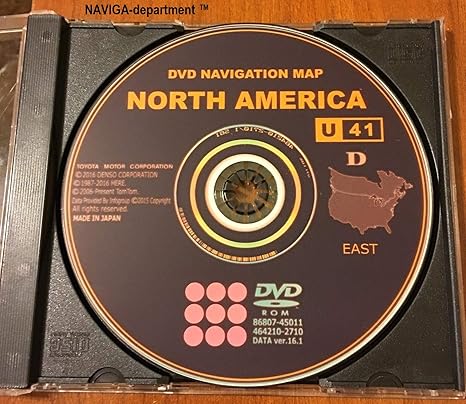 NAVIGA-department ™
DVD NAVIGATION MAP
NORTH AMERICA
U 41
D
TOYOTA MOTOR CORPORATION
©2016 DENSO CORPORATION
©1987-2016 HERE.
©2006-Present TomTom.
Data Provided By Infogroup ©2015 Copyright
All rights reserved.
MADE IN JAPAN
EAST
DVD
ROM
86807-45011
464210-2710
DATA ver.16.1